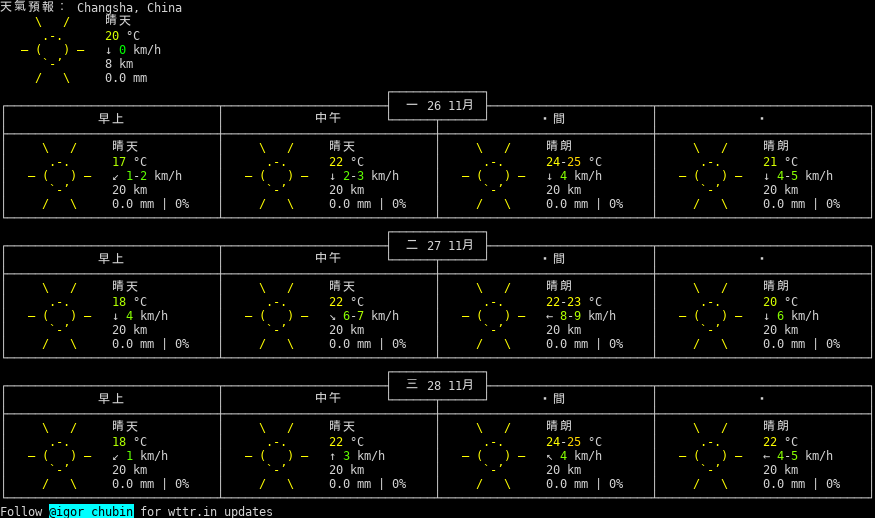 天氣預報： Changsha, China
晴天
20 °C
↓ 0 km/h
8 km
0.0 mm
一 26 11月
早上 中午 ·間 ·
晴天 晴天 晴朗 晴朗
17 °C 22 °C 24-25 °C 21 °C
↙ 1-2 km/h ↓ 2-3 km/h ↓ 4 km/h ↓ 4-5 km/h
20 km 20 km 20 km 20 km
0.0 mm | 0% 0.0 mm | 0% 0.0 mm | 0% 0.0 mm | 0%
二 27 11月
早上 中午 ·間 ·
晴天 晴天 晴朗 晴朗
18 °C 22 °C 22-23 °C 20 °C
↓ 4 km/h ↘ 6-7 km/h ← 8-9 km/h ↓ 6 km/h
20 km 20 km 20 km 20 km
0.0 mm | 0% 0.0 mm | 0% 0.0 mm | 0% 0.0 mm | 0%
三 28 11月
早上 中午 ·間 ·
晴天 晴天 晴朗 晴朗
18 °C 22 °C 24-25 °C 22 °C
↙ 1 km/h ↑ 3 km/h ↖ 4 km/h ← 4-5 km/h
20 km 20 km 20 km 20 km
0.0 mm | 0% 0.0 mm | 0% 0.0 mm | 0% 0.0 mm | 0%
Follow @igor_chubin for wttr.in updates